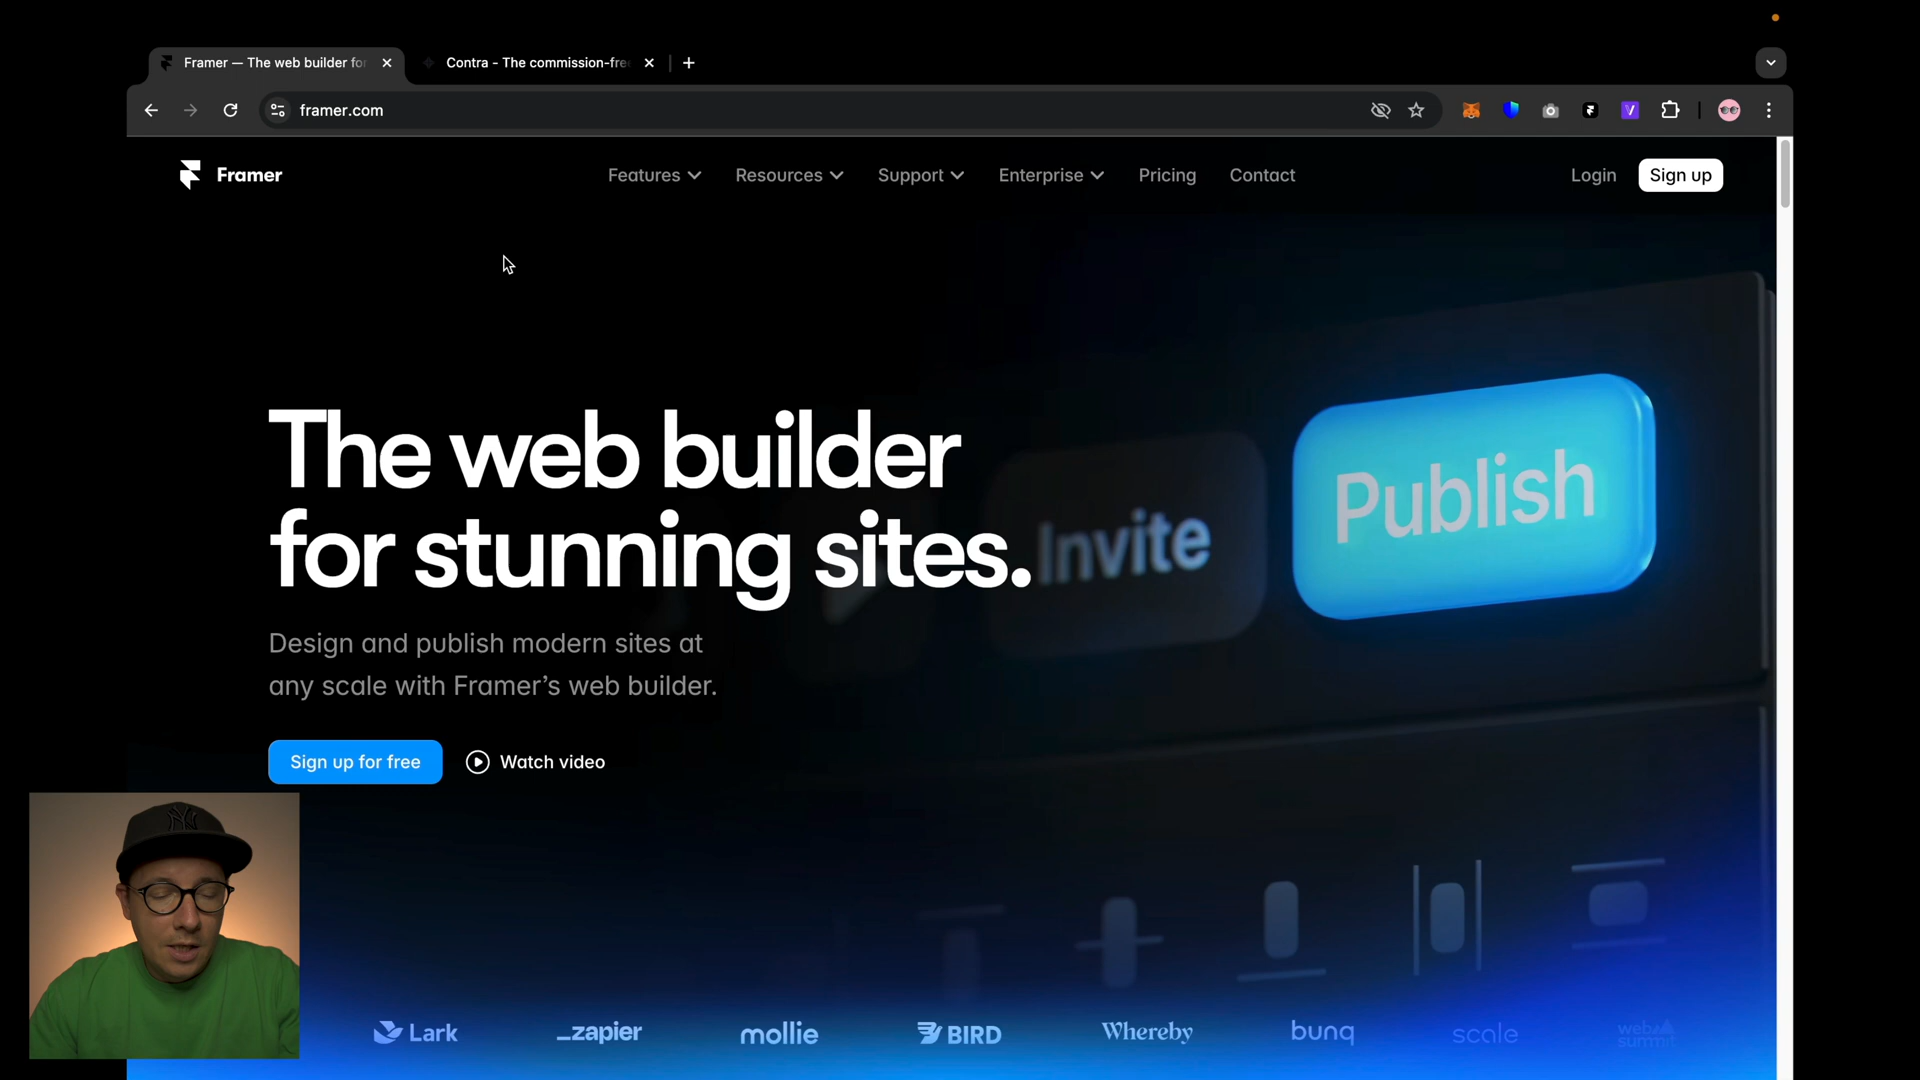 Framer — The web builder for
Contra - The commission-fre
framer.com
Framer
Features
Resources
Support
Enterprise
Pricing
Contact
Login
Sign up
The web builder
for stunning sites.
Invite
Publish
Design and publish modern sites at
any scale with Framer’s web builder.
Sign up for free
Watch video
Lark
_zapier
mollie
BIRD
Whereby
bunq
scale
web
summit